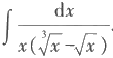 ∫ dx / (x(∛x − √x)).